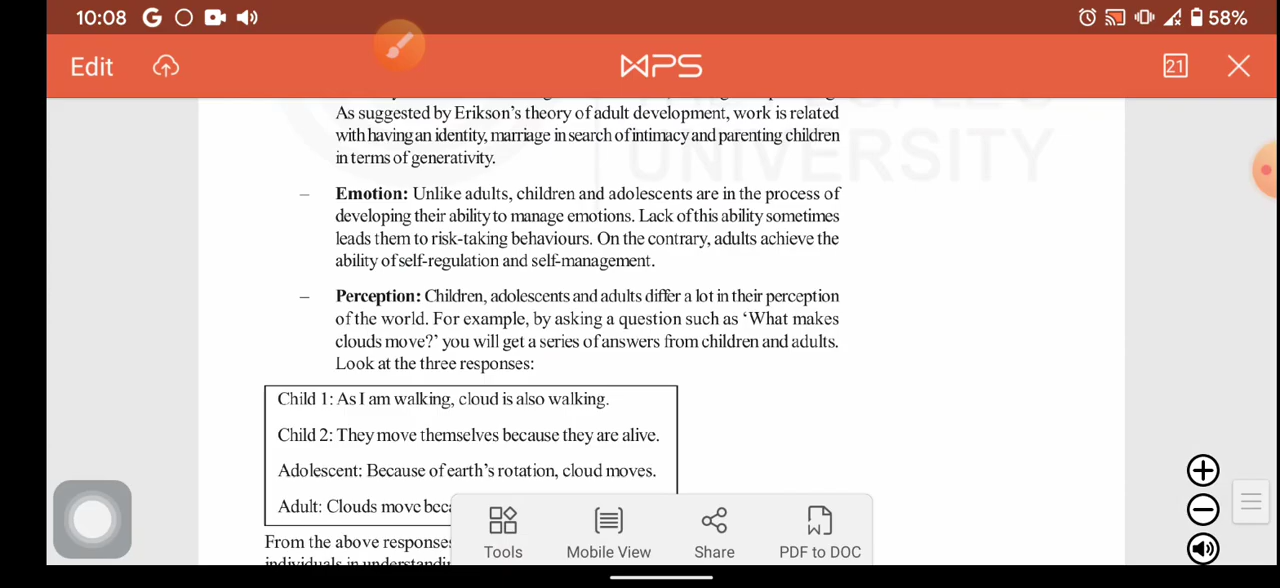 10:08
58%
Edit
WPS
21
As suggested by Erikson's theory of adult development, work is related
with having an identity, marriage in search of intimacy and parenting children
in terms of generativity.
UNIVERSITY
– Emotion: Unlike adults, children and adolescents are in the process of
developing their ability to manage emotions. Lack of this ability sometimes
leads them to risk-taking behaviours. On the contrary, adults achieve the
ability of self-regulation and self-management.
– Perception: Children, adolescents and adults differ a lot in their perception
of the world. For example, by asking a question such as ‘What makes
clouds move?’ you will get a series of answers from children and adults.
Look at the three responses:
Child 1: As I am walking, cloud is also walking.
Child 2: They move themselves because they are alive.
Adolescent: Because of earth's rotation, cloud moves.
Adult: Clouds move beca
From the above responses
individuals in understandi
Tools
Mobile View
Share
PDF to DOC